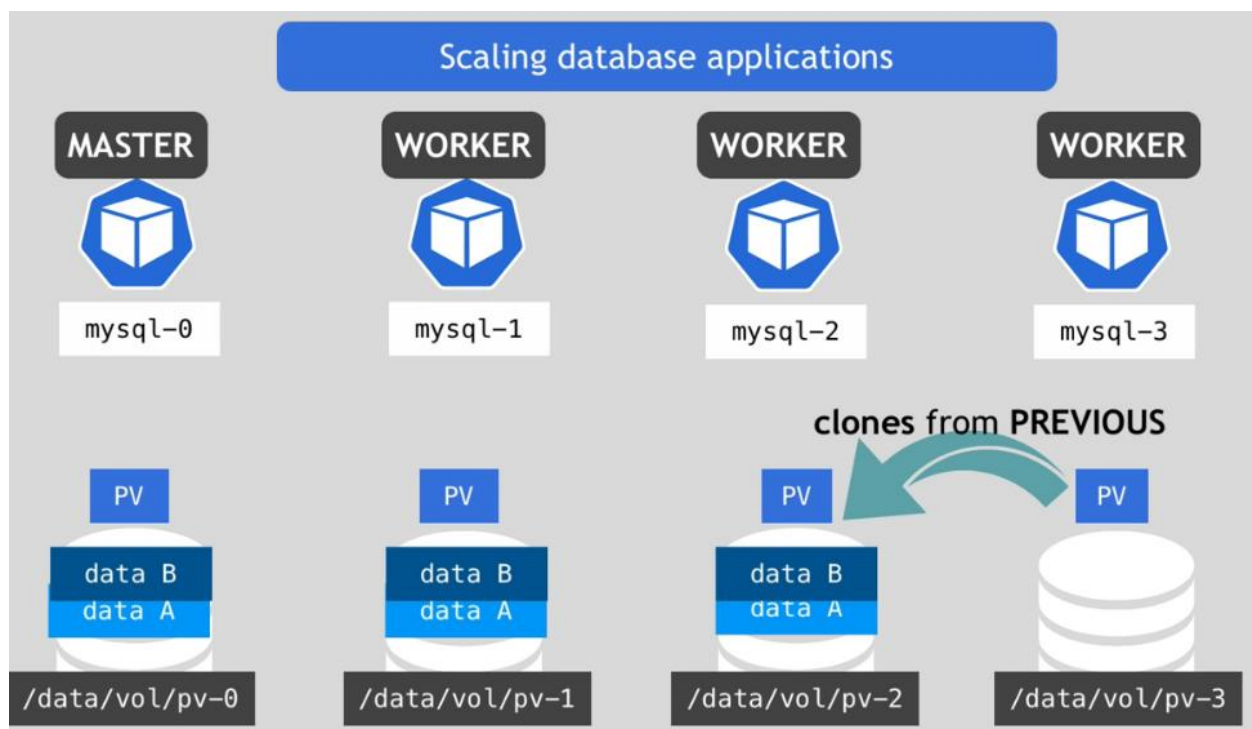 Scaling database applications
MASTER
WORKER
WORKER
WORKER
mysql-0
mysql-1
mysql-2
mysql-3
clones from PREVIOUS
PV
PV
PV
PV
data B
data B
data B
data A
data A
data A
/data/vol/pv-0
/data/vol/pv-1
/data/vol/pv-2
/data/vol/pv-3